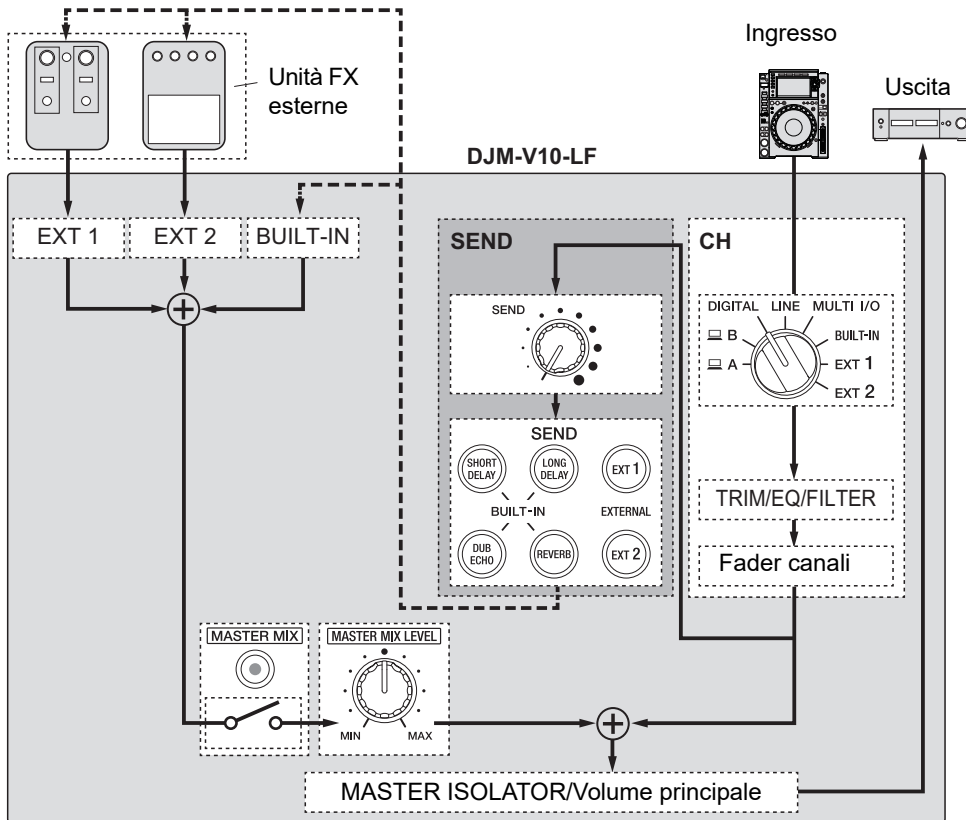 Ingresso
Unità FX
esterne
Uscita
DJM-V10-LF
EXT 1
EXT 2
BUILT-IN
SEND
CH
SEND
DIGITAL
LINE
MULTI I/O
B
BUILT-IN
A
EXT 1
EXT 2
SEND
SHORT
DELAY
LONG
DELAY
EXT 1
BUILT-IN
EXTERNAL
DUB
ECHO
REVERB
EXT 2
TRIM/EQ/FILTER
Fader canali
MASTER MIX
MASTER MIX LEVEL
MIN
MAX
MASTER ISOLATOR/Volume principale